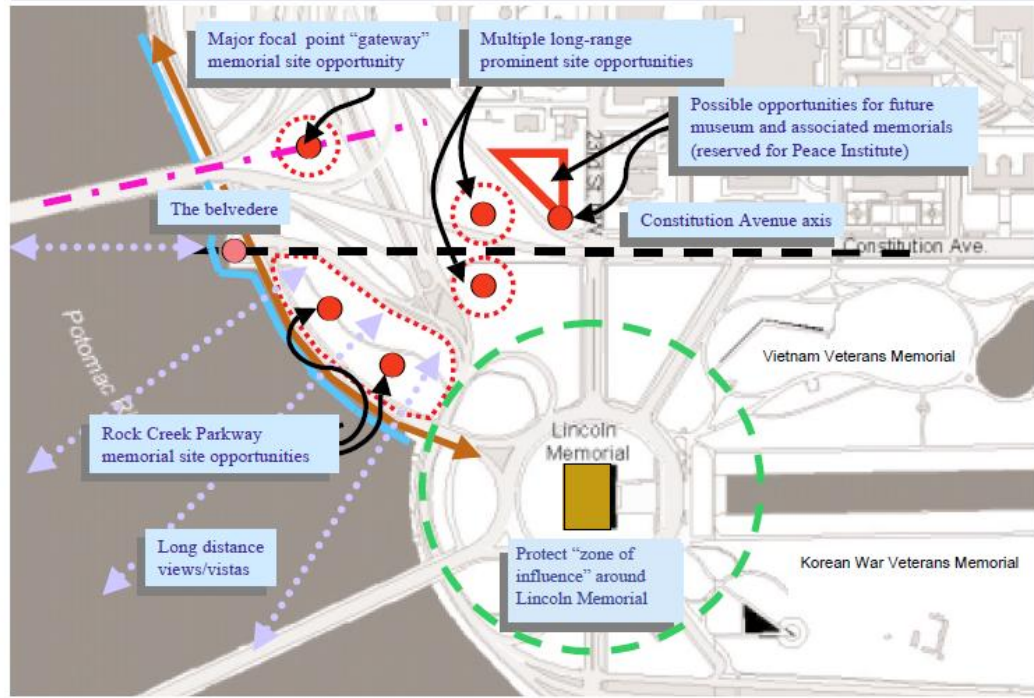 Major focal point “gateway”
memorial site opportunity
Multiple long-range
prominent site opportunities
Possible opportunities for future
museum and associated memorials
(reserved for Peace Institute)
23rd St
The belvedere
Constitution Avenue axis
Constitution Ave.
Potomac
Vietnam Veterans Memorial
Rock Creek Parkway
memorial site opportunities
Lincoln
Memorial
Long distance
views/vistas
Protect “zone of
influence” around
Lincoln Memorial
Korean War Veterans Memorial